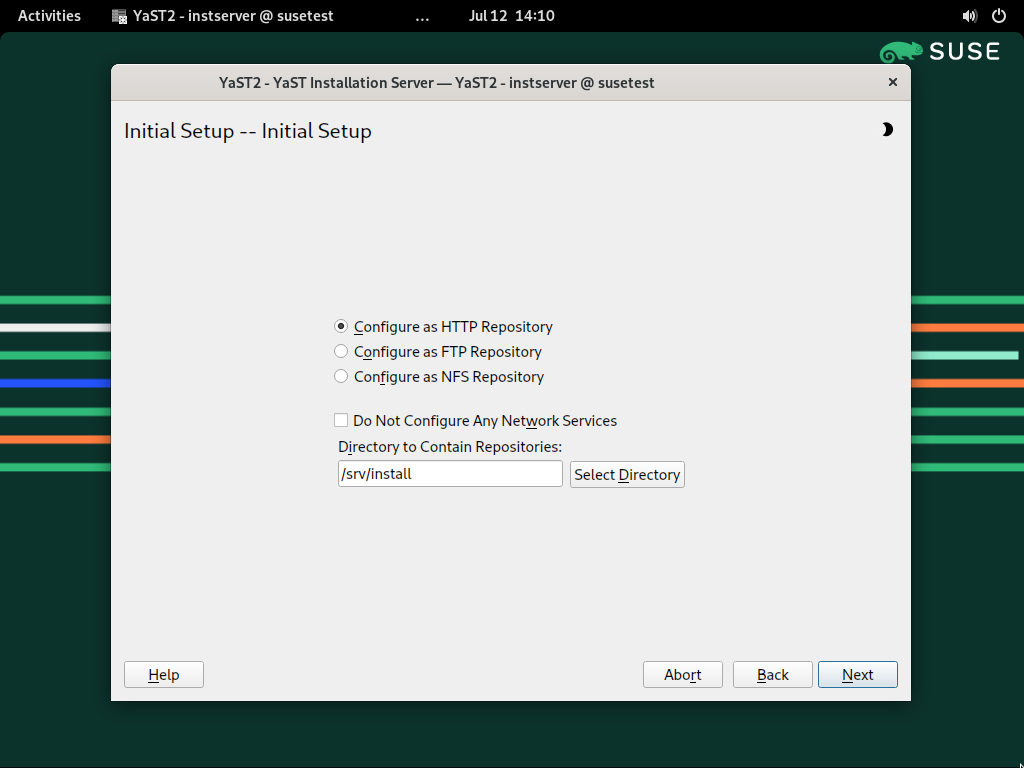 Activities
YaST2 - instserver @ susetest
...
Jul 12 14:10
SUSE
YaST2 - YaST Installation Server — YaST2 - instserver @ susetest
Initial Setup -- Initial Setup
Configure as HTTP Repository
Configure as FTP Repository
Configure as NFS Repository
Do Not Configure Any Network Services
Directory to Contain Repositories:
/srv/install
Select Directory
Help
Abort
Back
Next